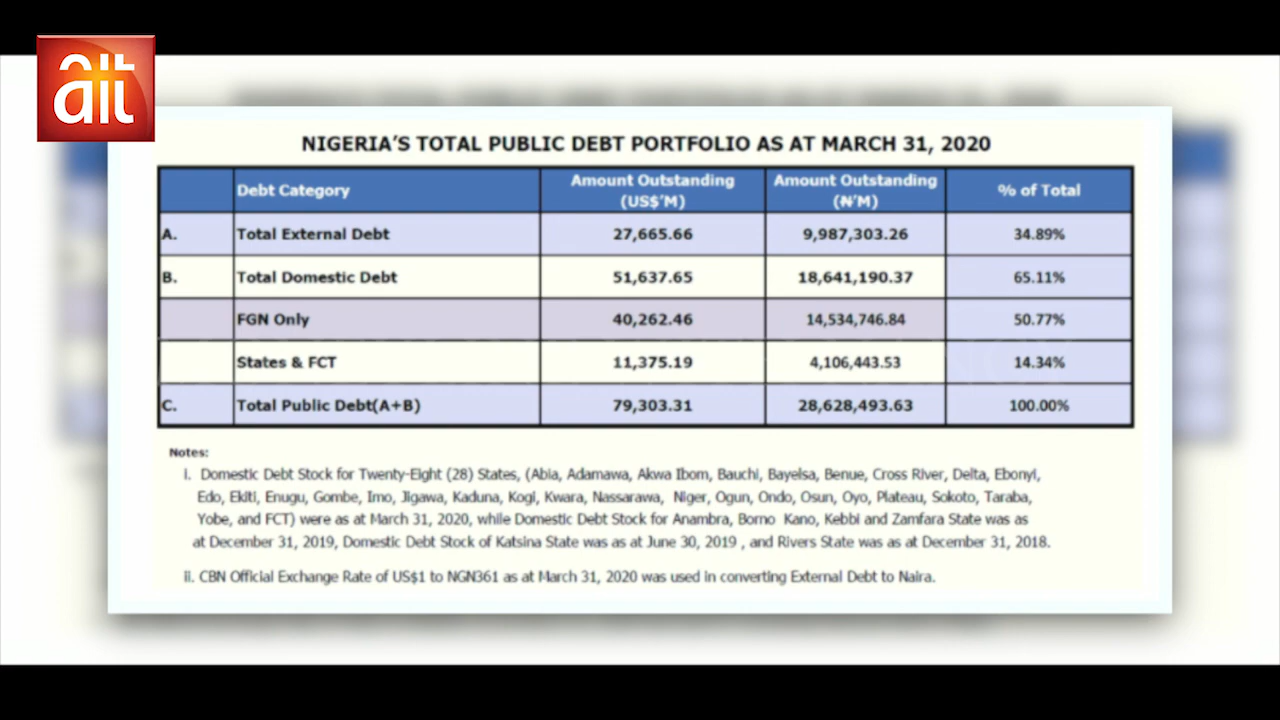 ait
NIGERIA'S TOTAL PUBLIC DEBT PORTFOLIO AS AT MARCH 31, 2020
Debt Category Amount Outstanding (US$'M) Amount Outstanding (₦'M) % of Total
A. Total External Debt 27,665.66 9,987,303.26 34.89%
B. Total Domestic Debt 51,637.65 18,641,190.37 65.11%
FGN Only 40,262.46 14,534,746.84 50.77%
States & FCT 11,375.19 4,106,443.53 14.34%
C. Total Public Debt(A+B) 79,303.31 28,628,493.63 100.00%
Notes:
i. Domestic Debt Stock for Twenty-Eight (28) States, (Abia, Adamawa, Akwa Ibom, Bauchi, Bayelsa, Benue, Cross River, Delta, Ebonyi,
Edo, Ekiti, Enugu, Gombe, Imo, Jigawa, Kaduna, Kogi, Kwara, Nassarawa, Niger, Ogun, Ondo, Osun, Oyo, Plateau, Sokoto, Taraba,
Yobe, and FCT) were as at March 31, 2020, while Domestic Debt Stock for Anambra, Borno Kano, Kebbi and Zamfara State was as
at December 31, 2019, Domestic Debt Stock of Katsina State was as at June 30, 2019 , and Rivers State was as at December 31, 2018.
ii. CBN Official Exchange Rate of US$1 to NGN361 as at March 31, 2020 was used in converting External Debt to Naira.